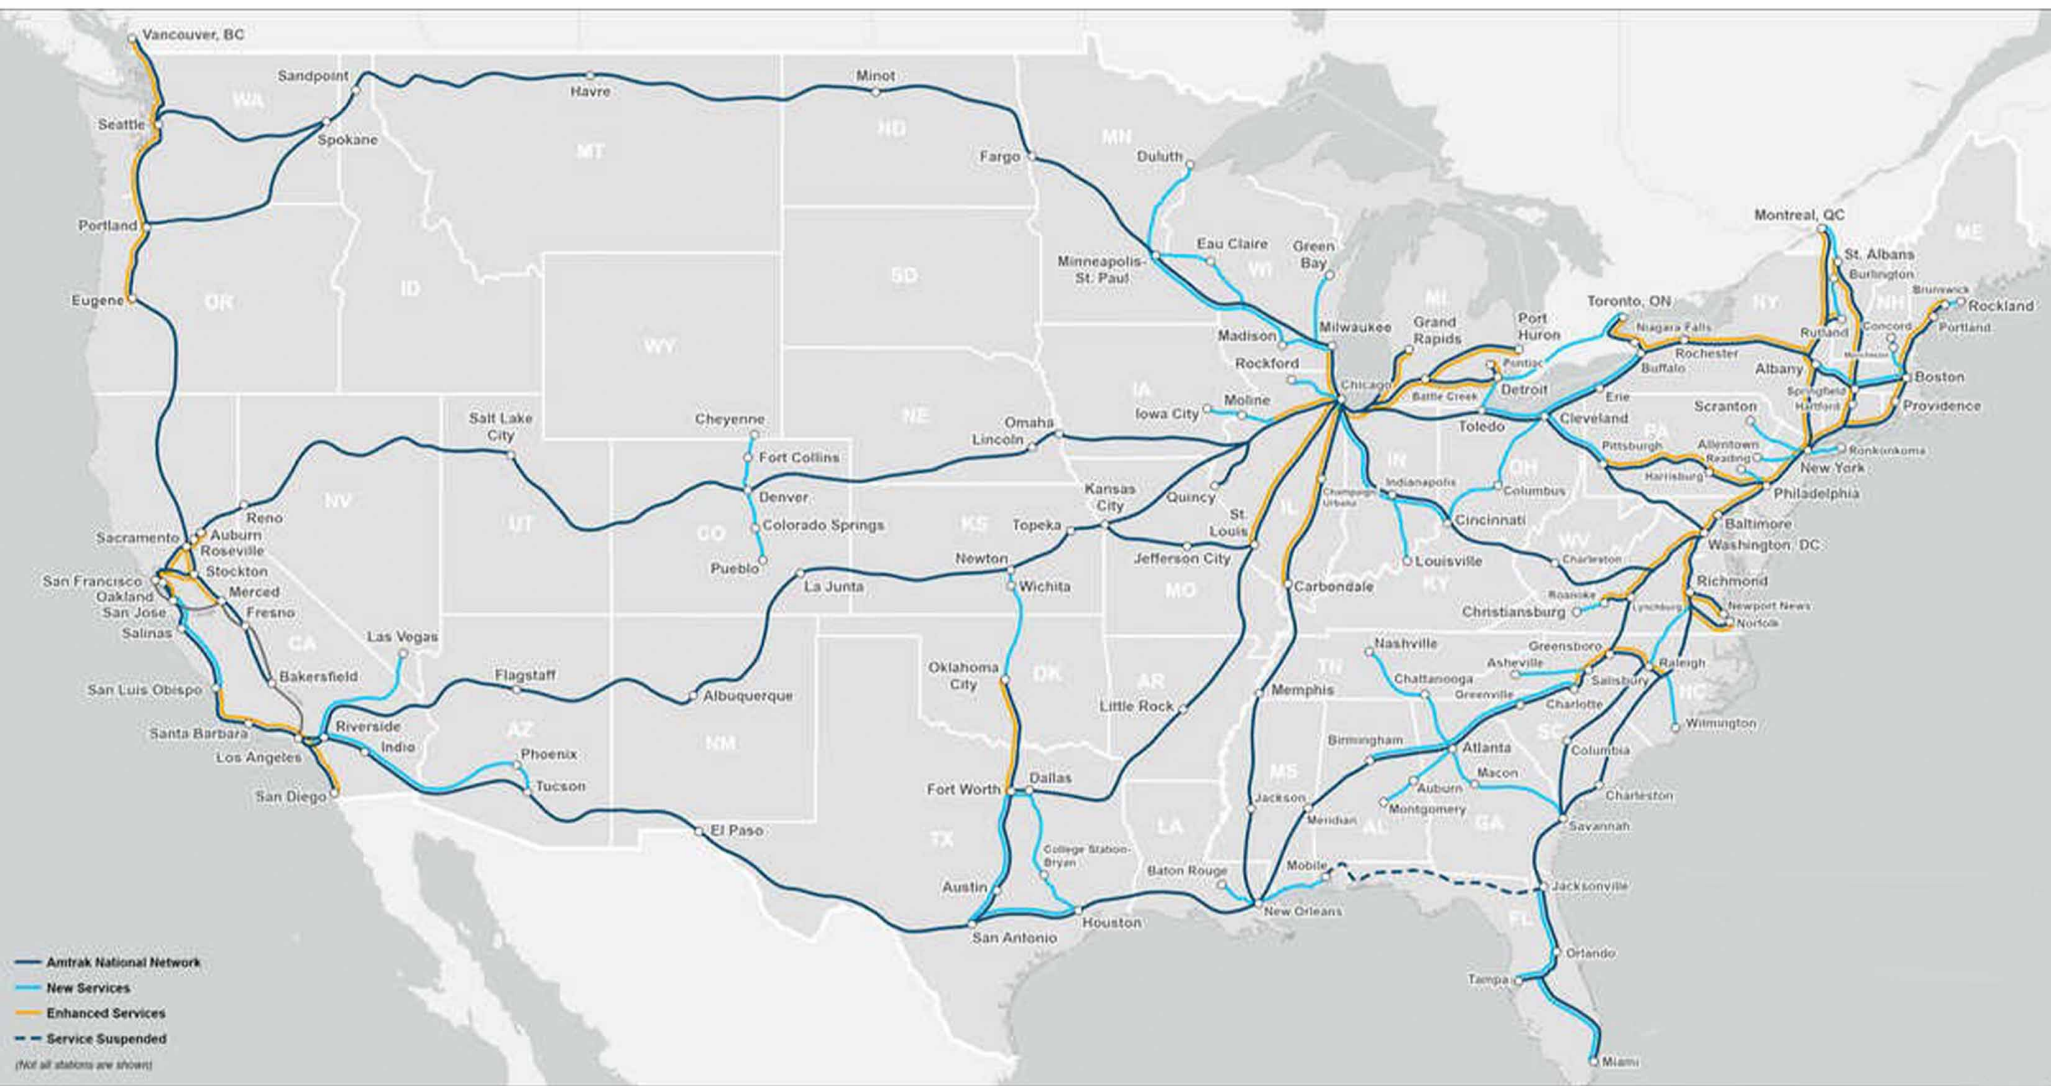 Vancouver, BC
Sandpoint
Havre
Minot
WA
Seattle
Spokane
MT
ND
Fargo
MN
Duluth
Portland
Eugene
OR
ID
SD
WY
Minneapolis-
St. Paul
Eau Claire
Green
Bay
WI
Madison
Milwaukee
Rockford
MI
Grand
Rapids
Port
Huron
Pontiac
Detroit
Battle Creek
Chicago
Toronto, ON
Niagara Falls
Rochester
Buffalo
Erie
Montreal, QC
St. Albans
Burlington
NY
NH
ME
Brunswick
Rockland
Portland
Rutland
Concord
Manchester
Albany
Springfield
Hartford
Boston
Providence
Scranton
Allentown
Reading
Ronkonkoma
New York
Philadelphia
Harrisburg
Pittsburgh
PA
Cleveland
Toledo
IA
Moline
Iowa City
Omaha
Lincoln
NE
Cheyenne
Fort Collins
Denver
Colorado Springs
CO
Pueblo
Salt Lake
City
NV
UT
Reno
Auburn
Sacramento
Roseville
Stockton
San Francisco
Oakland
San Jose
Salinas
Merced
Fresno
CA
Bakersfield
San Luis Obispo
Santa Barbara
Los Angeles
San Diego
Las Vegas
Riverside
Indio
Flagstaff
AZ
Phoenix
Tucson
Albuquerque
NM
El Paso
La Junta
KS
Topeka
Kansas
City
Newton
Wichita
Quincy
St.
Louis
Jefferson City
MO
IL
IN
OH
Champaign-
Urbana
Indianapolis
Columbus
Cincinnati
Louisville
KY
Carbondale
WV
Charleston
Baltimore
Washington, DC
Richmond
Newport News
Norfolk
Roanoke
Lynchburg
Christiansburg
Oklahoma
City
OK
AR
Little Rock
Memphis
TN
Nashville
Chattanooga
Asheville
Greensboro
Raleigh
Salisbury
Greenville
Charlotte
NC
Wilmington
SC
Columbia
Charleston
Savannah
Birmingham
Atlanta
Macon
Auburn
Montgomery
GA
AL
MS
Jackson
Meridian
LA
Fort Worth
Dallas
TX
College Station-
Bryan
Austin
San Antonio
Houston
Baton Rouge
Mobile
New Orleans
Jacksonville
FL
Orlando
Tampa
Miami
Amtrak National Network
New Services
Enhanced Services
Service Suspended
(Not all stations are shown)